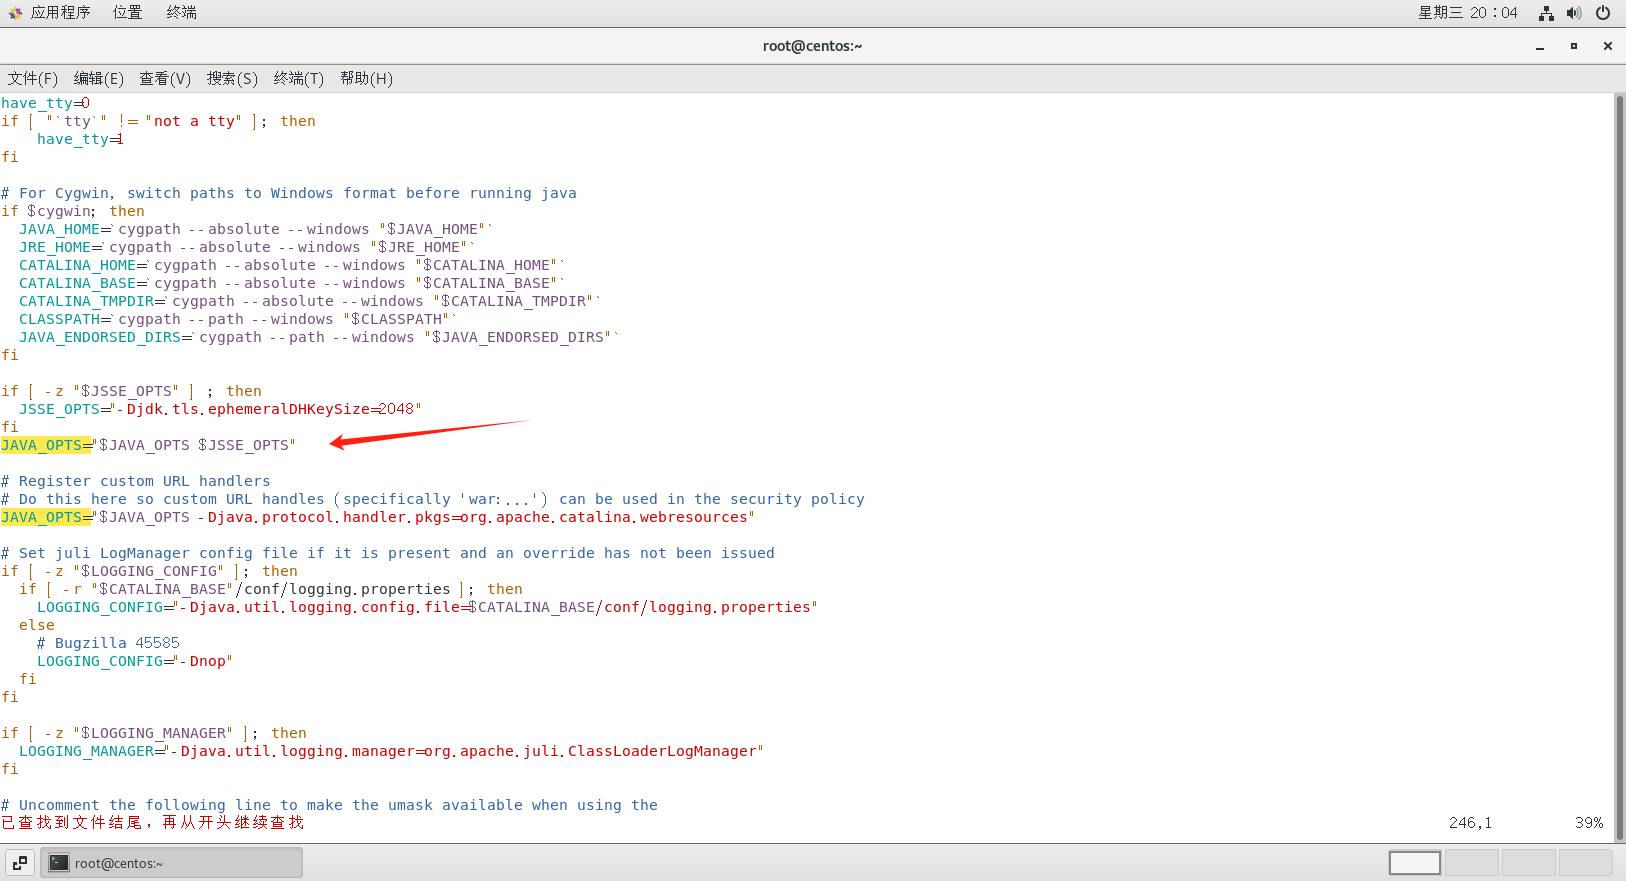 应用程序 位置 终端 星期三 20：04
root@centos:~
文件(F) 编辑(E) 查看(V) 搜索(S) 终端(T) 帮助(H)
have_tty=0
if [ "`tty`" != "not a tty" ]; then
    have_tty=1
fi

# For Cygwin, switch paths to Windows format before running java
if $cygwin; then
  JAVA_HOME=`cygpath --absolute --windows "$JAVA_HOME"`
  JRE_HOME=`cygpath --absolute --windows "$JRE_HOME"`
  CATALINA_HOME=`cygpath --absolute --windows "$CATALINA_HOME"`
  CATALINA_BASE=`cygpath --absolute --windows "$CATALINA_BASE"`
  CATALINA_TMPDIR=`cygpath --absolute --windows "$CATALINA_TMPDIR"`
  CLASSPATH=`cygpath --path --windows "$CLASSPATH"`
  JAVA_ENDORSED_DIRS=`cygpath --path --windows "$JAVA_ENDORSED_DIRS"`
fi

if [ -z "$JSSE_OPTS" ] ; then
  JSSE_OPTS="-Djdk.tls.ephemeralDHKeySize=2048"
fi
JAVA_OPTS="$JAVA_OPTS $JSSE_OPTS"

# Register custom URL handlers
# Do this here so custom URL handles (specifically 'war:...') can be used in the security policy
JAVA_OPTS="$JAVA_OPTS -Djava.protocol.handler.pkgs=org.apache.catalina.webresources"

# Set juli LogManager config file if it is present and an override has not been issued
if [ -z "$LOGGING_CONFIG" ]; then
  if [ -r "$CATALINA_BASE"/conf/logging.properties ]; then
    LOGGING_CONFIG="-Djava.util.logging.config.file=$CATALINA_BASE/conf/logging.properties"
  else
    # Bugzilla 45585
    LOGGING_CONFIG="-Dnop"
  fi
fi

if [ -z "$LOGGING_MANAGER" ]; then
  LOGGING_MANAGER="-Djava.util.logging.manager=org.apache.juli.ClassLoaderLogManager"
fi

# Uncomment the following line to make the umask available when using the
已查找到文件结尾，再从开头继续查找 246,1 39%
root@centos:~